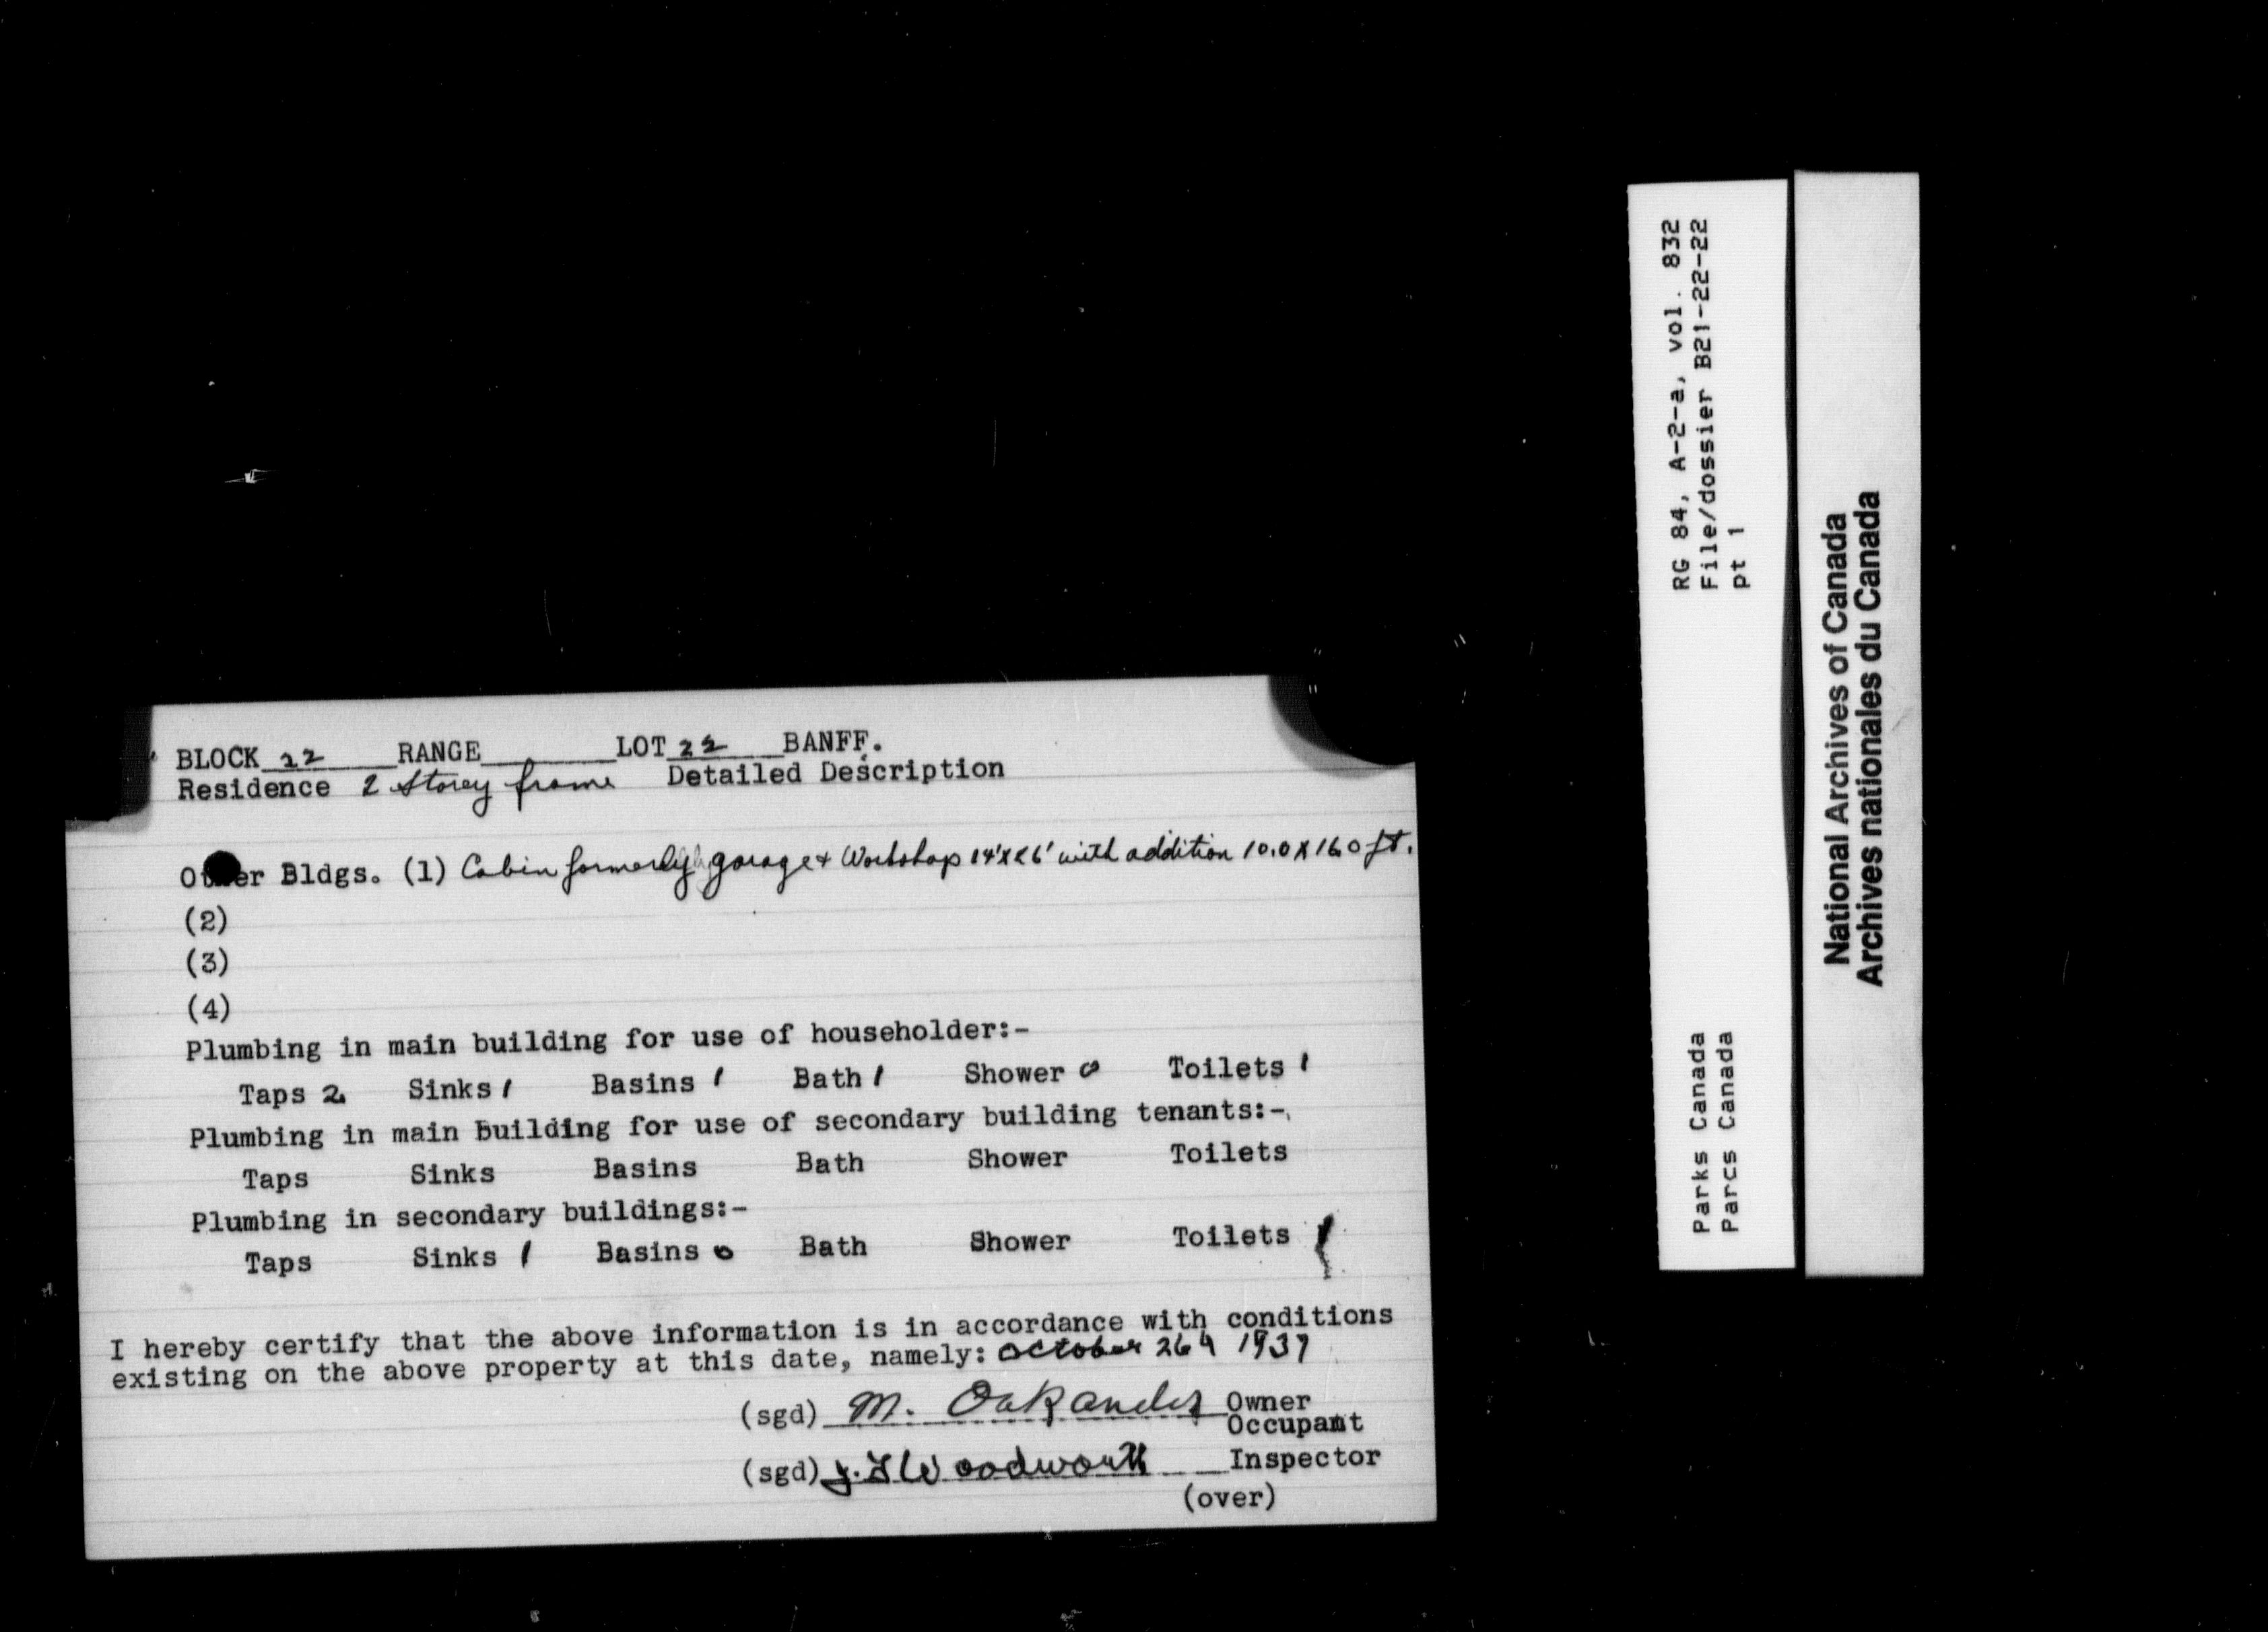 BLOCK 22 RANGE LOT 22 BANFF.
Residence 2 Storey frame Detailed Description
Other Bldgs. (1) Cabin formerly garage & Workshop 14'X26' with addition 10.0 X 16.0 ft.
(2)
(3)
(4)
Plumbing in main building for use of householder:-
Taps 2 Sinks 1 Basins 1 Bath 1 Shower 0 Toilets 1
Plumbing in main building for use of secondary building tenants:-
Taps Sinks Basins Bath Shower Toilets
Plumbing in secondary buildings:-
Taps Sinks 1 Basins 0 Bath Shower Toilets 1
I hereby certify that the above information is in accordance with conditions
existing on the above property at this date, namely: October 26 1937
(sgd) M. Owner
Occupant
(sgd) Woodworth Inspector
(over)
RG 84, A-2-a, vol. 832
File/dossier B21-22-22
pt 1
Parks Canada
Parcs Canada
National Archives of Canada
Archives nationales du Canada